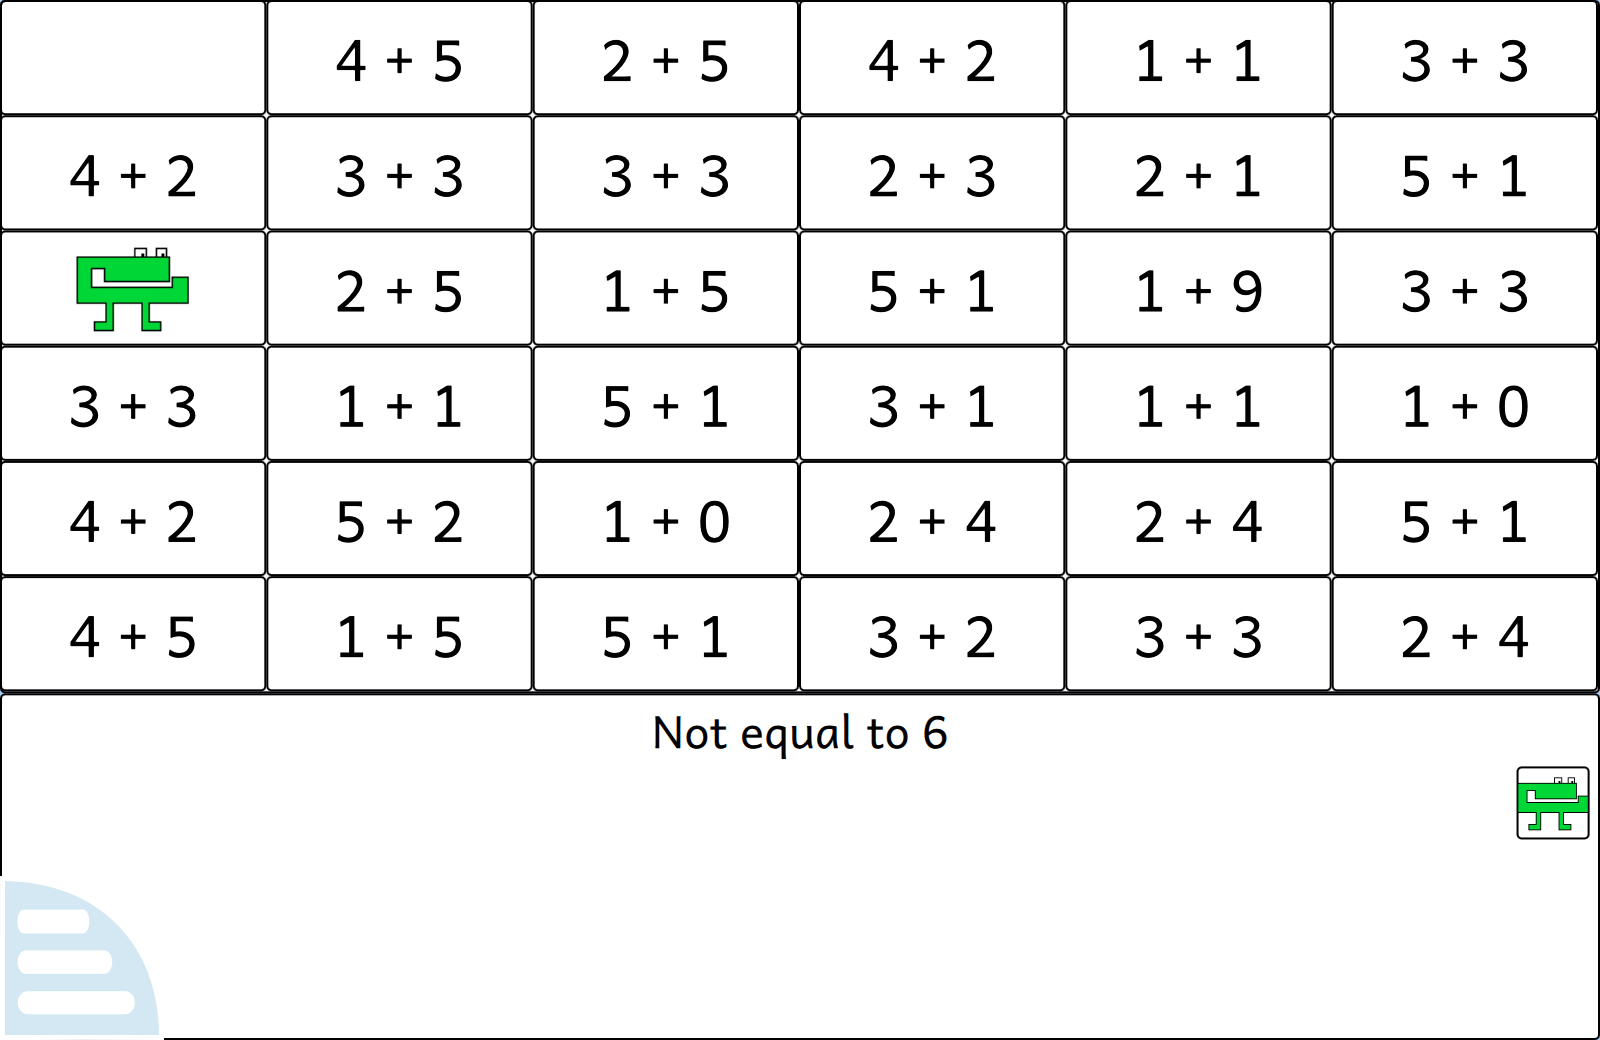 4 + 5 2 + 5 4 + 2 1 + 1 3 + 3
4 + 2 3 + 3 3 + 3 2 + 3 2 + 1 5 + 1
2 + 5 1 + 5 5 + 1 1 + 9 3 + 3
3 + 3 1 + 1 5 + 1 3 + 1 1 + 1 1 + 0
4 + 2 5 + 2 1 + 0 2 + 4 2 + 4 5 + 1
4 + 5 1 + 5 5 + 1 3 + 2 3 + 3 2 + 4
Not equal to 6